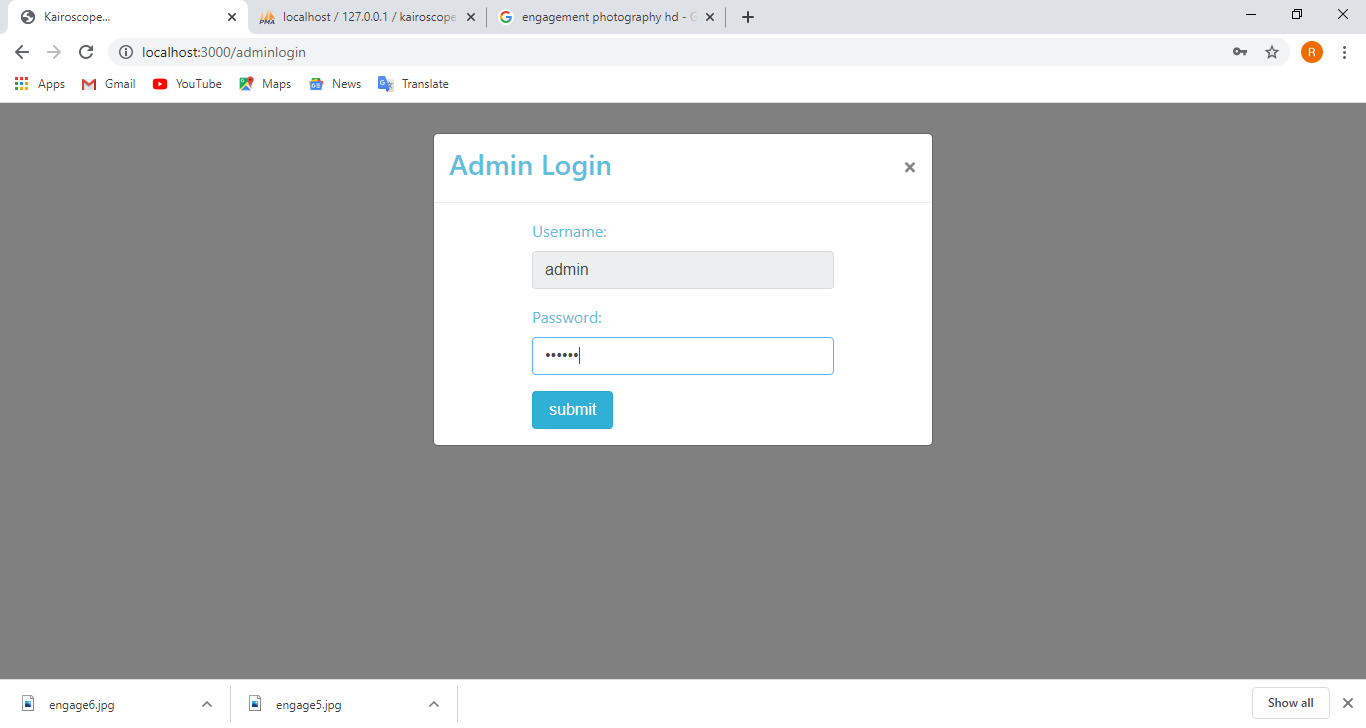 Kairoscope...
localhost / 127.0.0.1 / kairoscope
engagement photography hd - G
localhost:3000/adminlogin
R
Apps
Gmail
YouTube
Maps
News
Translate
Admin Login
×
Username:
admin
Password:
••••••
submit
engage6.jpg
engage5.jpg
Show all